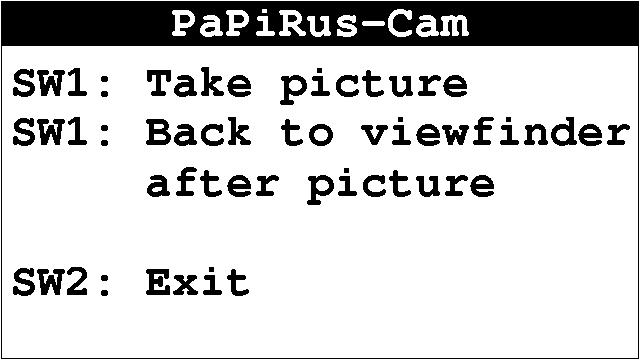 PaPiRus-Cam
SW1: Take picture
SW1: Back to viewfinder
after picture
SW2: Exit